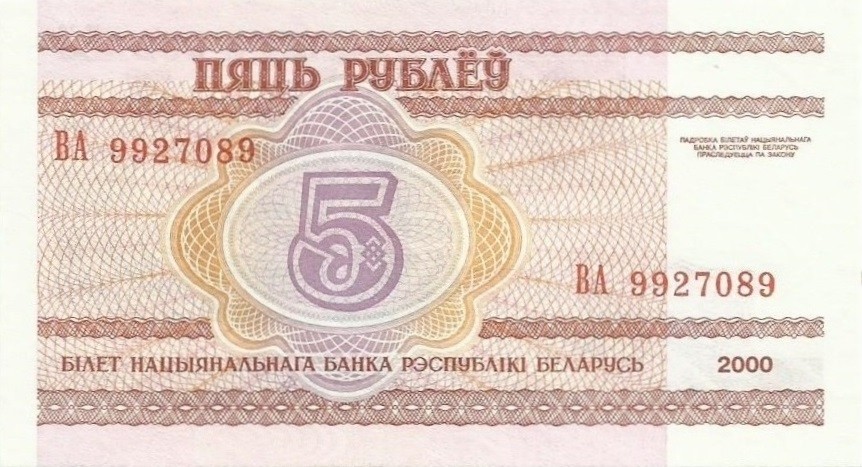 ПЯЦЬ РУБЛЁЎ
ВА 9927089
ПАДРОБКА БІЛЕТАЎ НАЦЫЯНАЛЬНАГА
БАНКА РЭСПУБЛІКІ БЕЛАРУСЬ
ПРАСЛЕДУЕЦЦА ПА ЗАКОНУ
5
ВА 9927089
БІЛЕТ НАЦЫЯНАЛЬНАГА БАНКА РЭСПУБЛІКІ БЕЛАРУСЬ 2000